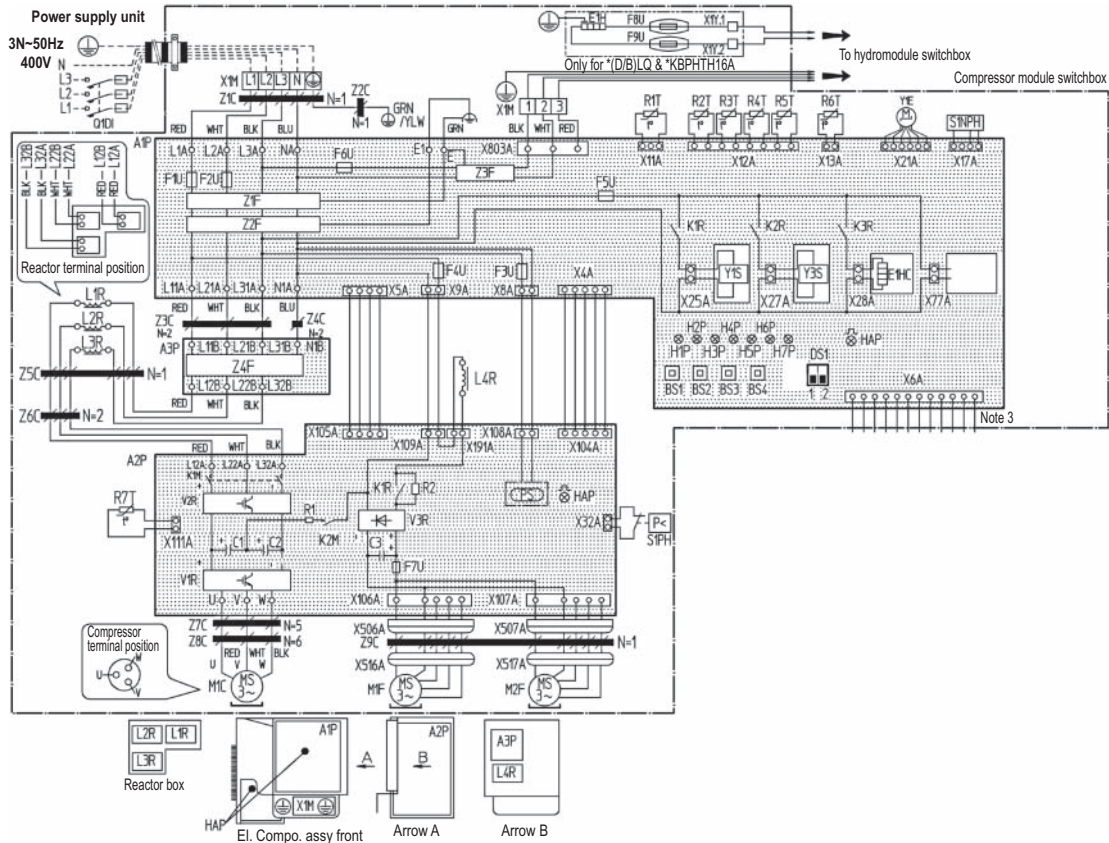 Power supply unit
3N~50Hz
400V
N
L3
L2
L1
Q1DI
X1M
L1 L2 L3 N
Z1C
N=1
Z2C
N=1
GRN
/YLW
E1H
F8U
F9U
X1Y.1
X1Y.2
Only for *(D/B)LQ & *KBPHTH16A
To hydromodule switchbox
Compressor module switchbox
X1M
1 2 3
BLK WHT RED
RED WHT BLK BLU
GRN
A1P
L1A L2A L3A NA
E1 E
X803A
F1U F2U
F6U
Z3F
Z1F
Z2F
F5U
R1T R2T R3T R4T R5T R6T
t° t° t° t° t° t°
Y1E
M
S1NPH
X11A X12A X13A X21A X17A
K1R K2R K3R
Y1S Y3S E1HC
X25A X27A X28A X77A
BLK L32B
BLK L32A
WHT L22B
WHT L22A
RED L12B
RED L12A
Reactor terminal position
L11A L21A L31A N1A
F4U F3U
X5A X9A X8A X4A
RED WHT BLK BLU
Z3C
N=2
Z4C
N=2
A3P
L11B L21B L31B N1B
Z4F
L12B L22B L32B
RED WHT BLK
L1R
L2R
L3R
Z5C
N=1
Z6C
N=2
L4R
H2P H4P H6P
H1P H3P H5P H7P
HAP
BS1 BS2 BS3 BS4
DS1
1 2
X6A
Note 3
X105A X109A X191A X108A X104A
A2P
RED WHT BLK
L12A L22A L32A
K1M
V2R
R7T
t°
X111A
C1 C2
R1
K2M
K1R R2
V3R
C3
F7U
PS
HAP
X32A
P<
S1PH
V1R
U V W
X106A X107A
Z7C
N=5
Z8C
N=6
RED WHT BLK
U V W
M1C
MS
3~
Compressor
terminal position
U W V
X506A X507A
Z9C
N=1
X516A X517A
M1F
MS
3~
M2F
MS
3~
L2R L1R
L3R
Reactor box
A1P
X1M
HAP
El. Compo. assy front
A
A2P
B
Arrow A
A3P
L4R
Arrow B